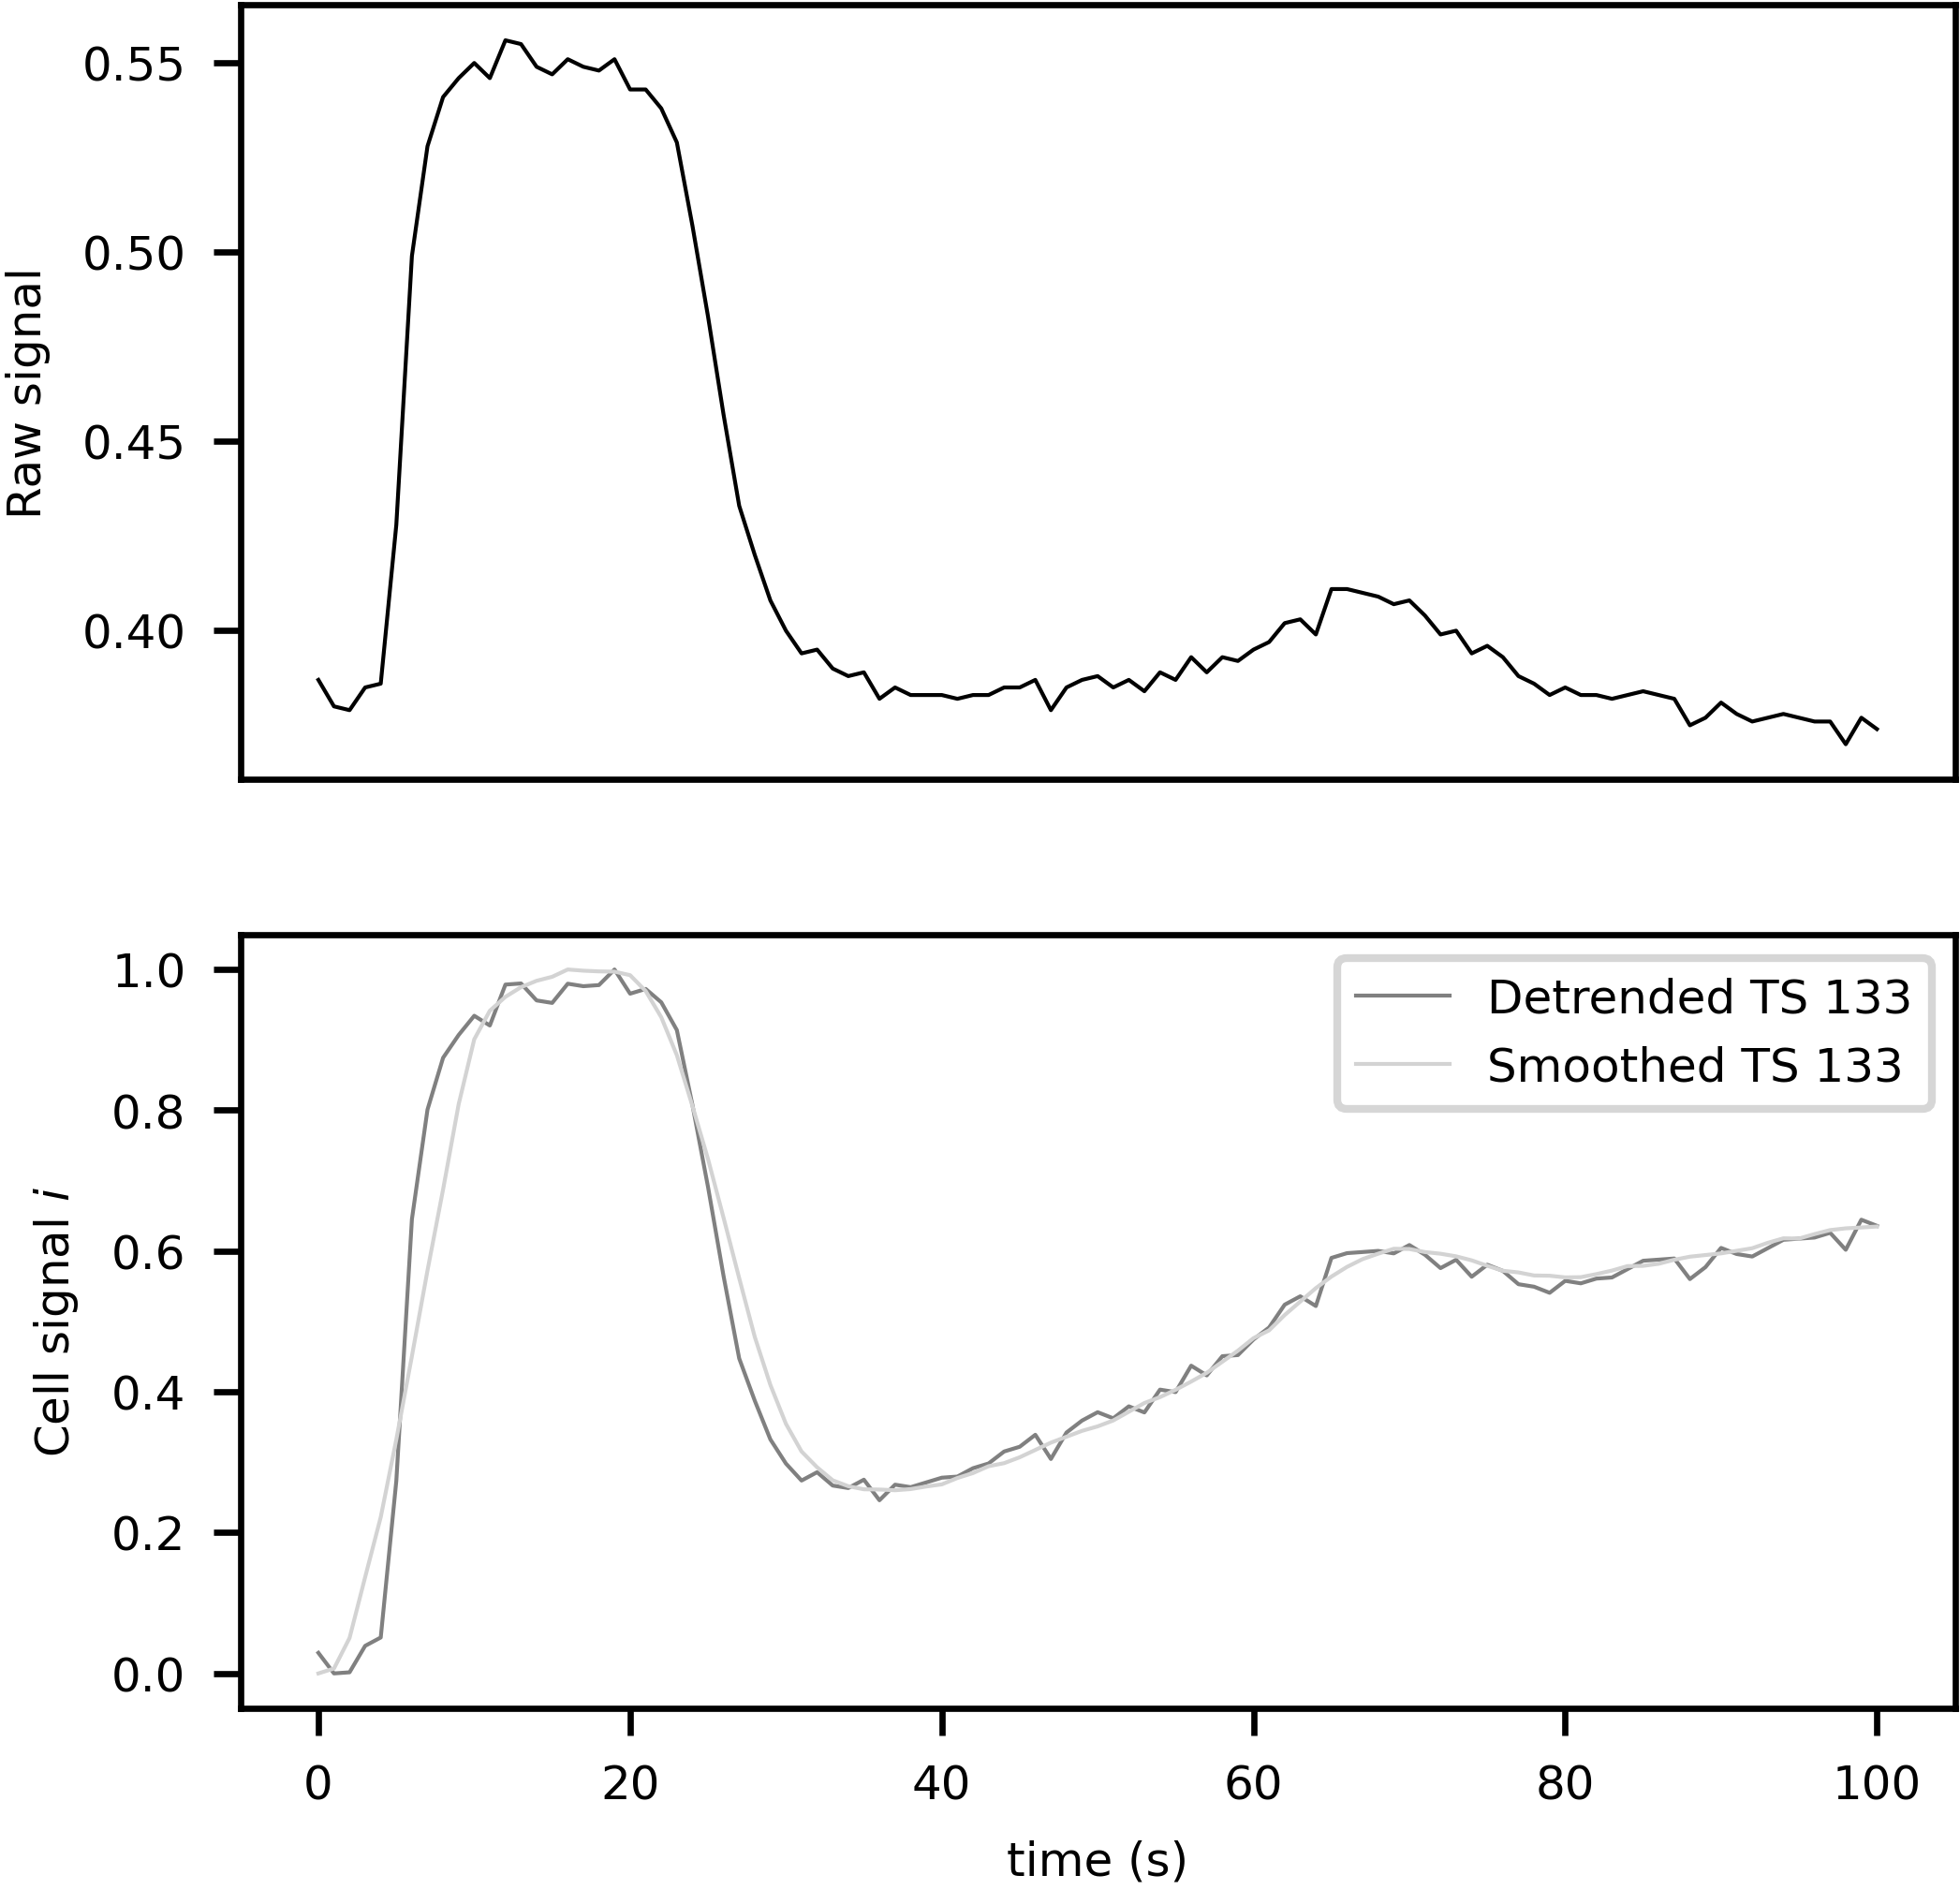 Raw signal
0.55
0.50
0.45
0.40
Cell signal i
1.0
0.8
0.6
0.4
0.2
0.0
Detrended TS 133
Smoothed TS 133
0 20 40 60 80 100
time (s)